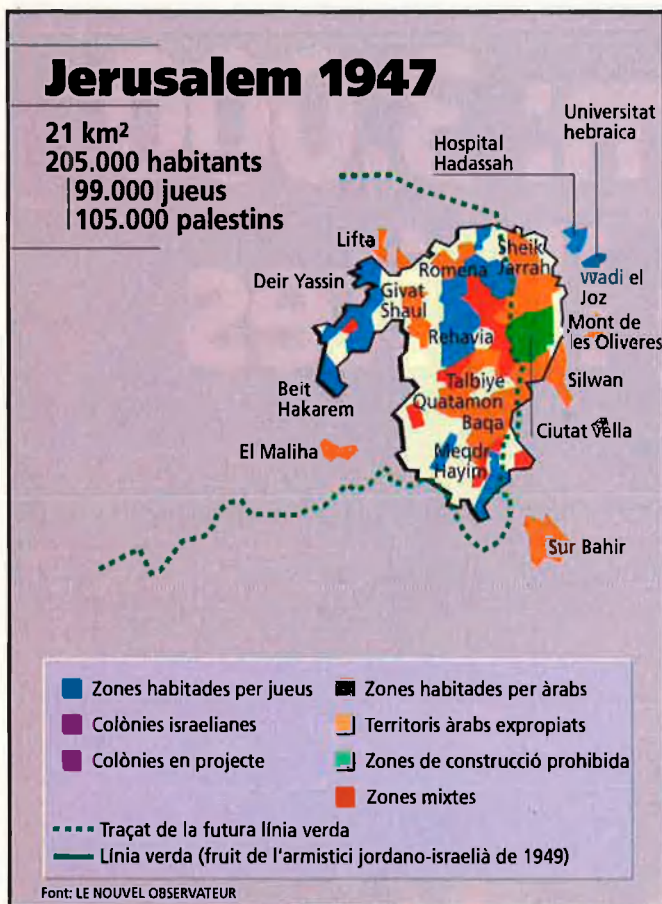 Jerusalem 1947
21 km²
205.000 habitants
99.000 jueus
105.000 palestins
Universitat
hebraica
Hospital
Hadassah
Lifta
Sheik
Jarrah
Romena
Deir Yassin
Givat
Shaul
Wadi el
Joz
Mont de
les Oliveres
Rehavia
Silwan
Talbiye
Beit
Hakarem
Quatamon
Baqa
Ciutat Vella
El Maliha
Meqdr
Hayim
Sur Bahir
Zones habitades per jueus
Colònies israelianes
Colònies en projecte
Zones habitades per àrabs
Territoris àrabs expropiats
Zones de construcció prohibida
Zones mixtes
Traçat de la futura línia verda
Línia verda (fruit de l'armistici jordano-israelià de 1949)
Font: LE NOUVEL OBSERVATEUR